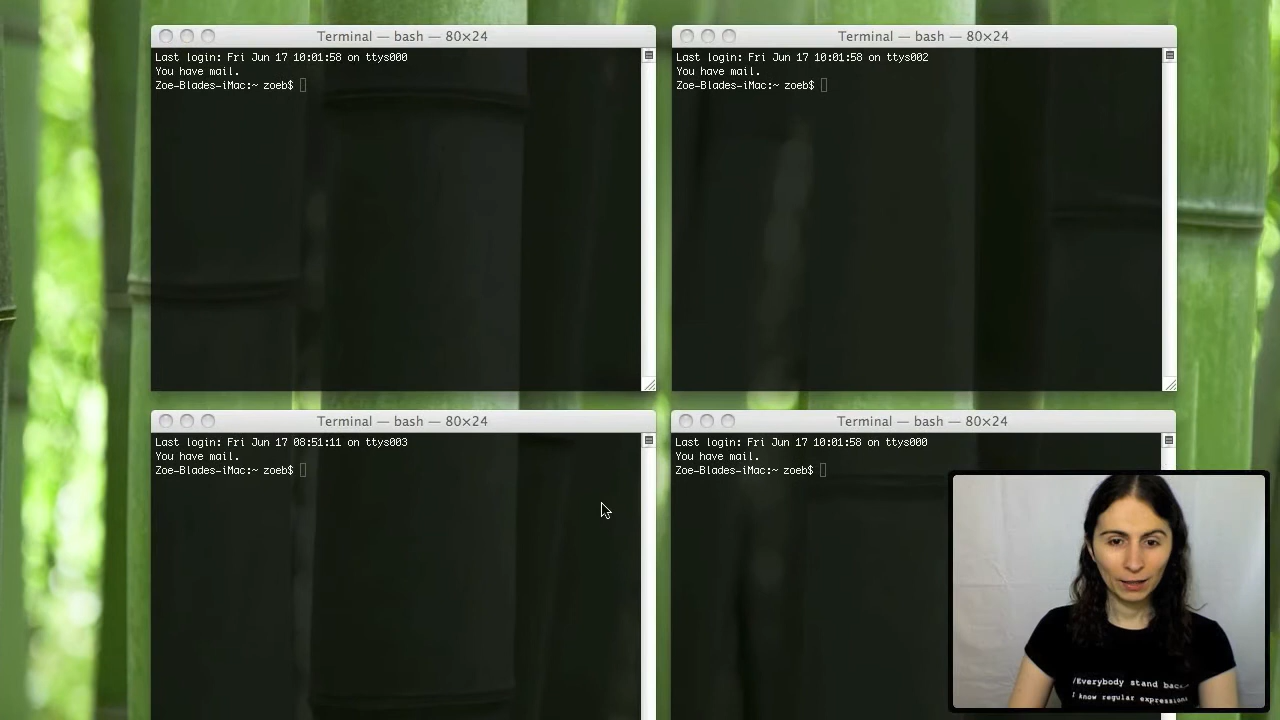 Terminal — bash — 80×24
Last login: Fri Jun 17 10:01:58 on ttys000
You have mail.
Zoe-Blades-iMac:~ zoeb$
Terminal — bash — 80×24
Last login: Fri Jun 17 10:01:58 on ttys002
You have mail.
Zoe-Blades-iMac:~ zoeb$
Terminal — bash — 80×24
Last login: Fri Jun 17 08:51:11 on ttys003
You have mail.
Zoe-Blades-iMac:~ zoeb$
Terminal — bash — 80×24
Last login: Fri Jun 17 10:01:58 on ttys000
You have mail.
Zoe-Blades-iMac:~ zoeb$
/Everybody stand
I know regular